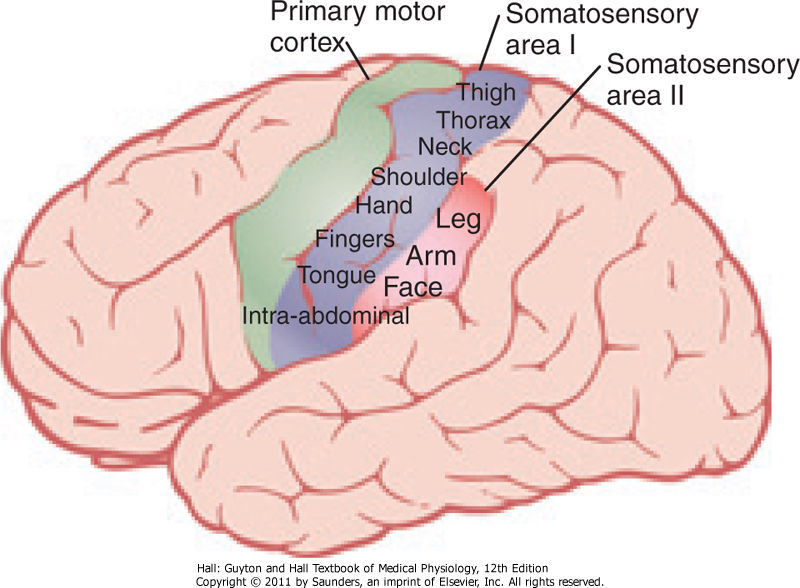 Primary motor
cortex
Somatosensory
area I
Somatosensory
area II
Thigh
Thorax
Neck
Shoulder
Hand
Fingers
Tongue
Intra-abdominal
Leg
Arm
Face
Hall: Guyton and Hall Textbook of Medical Physiology, 12th Edition
Copyright © 2011 by Saunders, an imprint of Elsevier, Inc. All rights reserved.